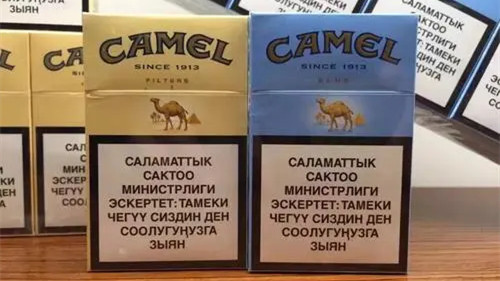 CAMEL
SINCE 1913
FILTERS
САЛАМАТТЫК
САКТОО
МИНИСТРЛИГИ
ЭСКЕРТЕТ: ТАМЕКИ
ЧЕГҮҮ СИЗДИН ДЕН
СООЛУГУҢУЗГА
ЗЫЯН
CAMEL
SINCE 1913
BLUE
САЛАМАТТЫК
САКТОО
МИНИСТРЛИГИ
ЭСКЕРТЕТ: ТАМЕКИ
ЧЕГҮҮ СИЗДИН ДЕН
СООЛУГУҢУЗГА
ЗЫЯН